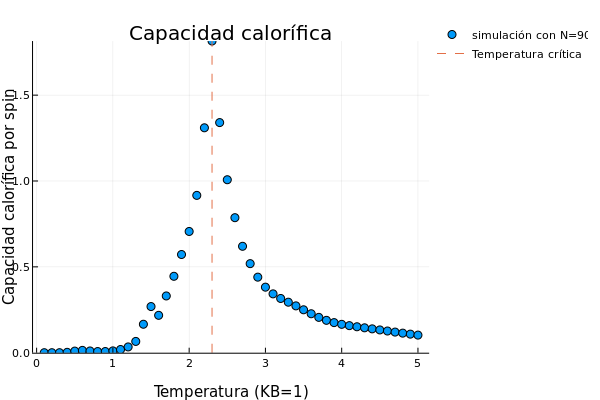 Capacidad calorífica
simulación con N=90
Temperatura crítica
Capacidad calorífica por spin
1.5
1.0
0.5
0.0
0 1 2 3 4 5
Temperatura (KB=1)